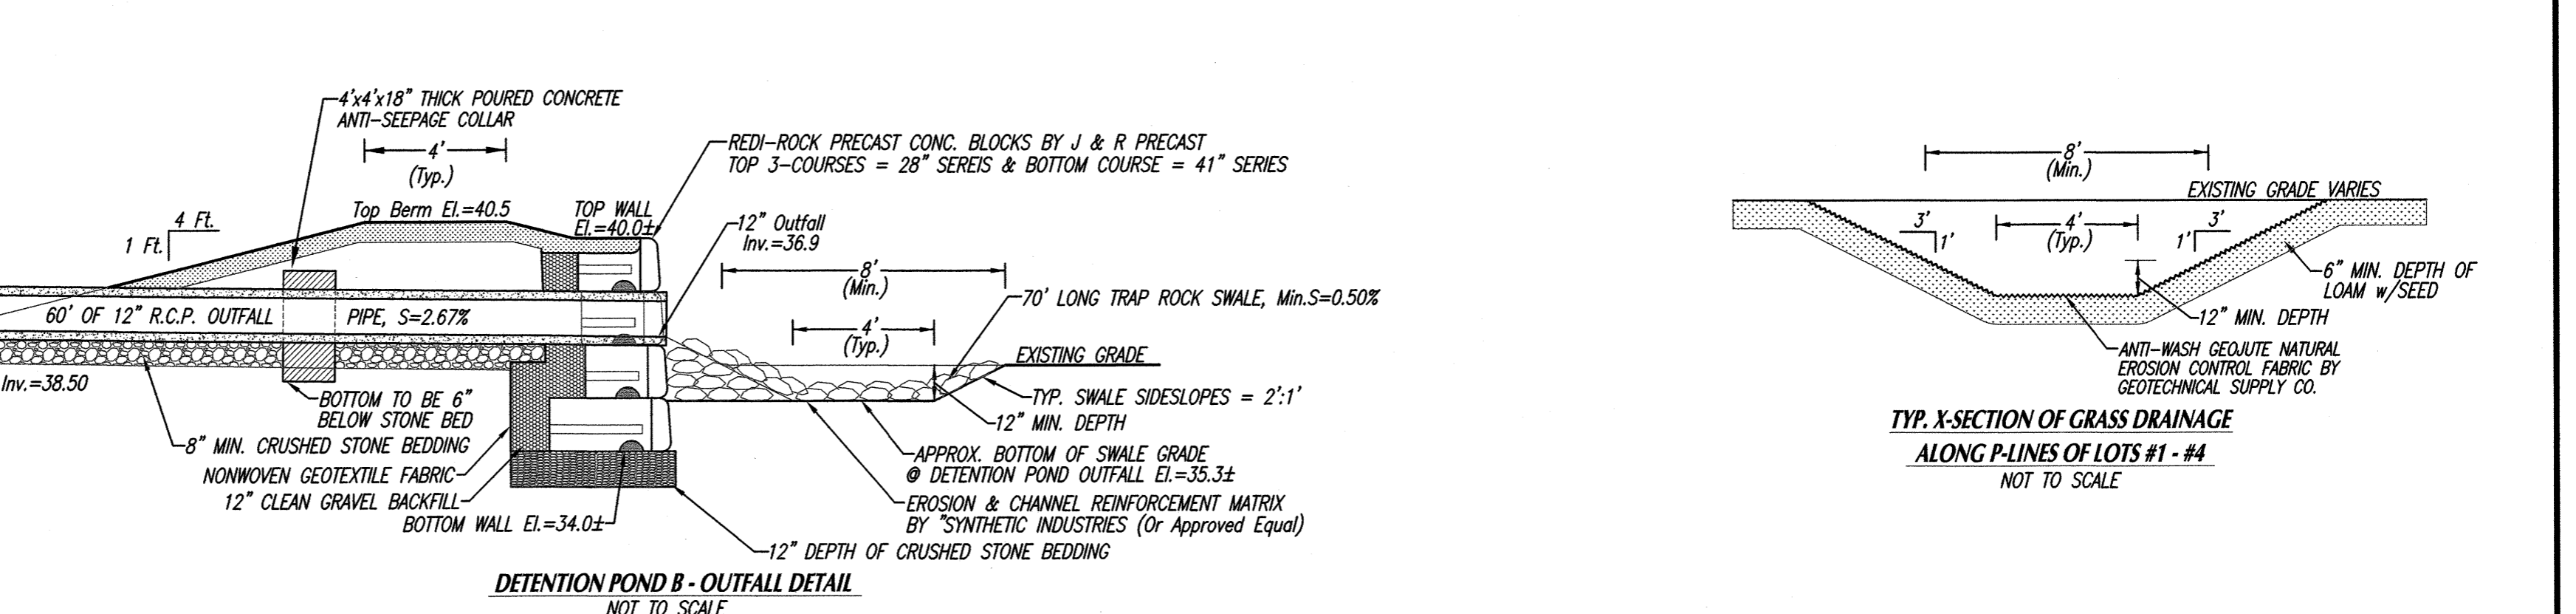 4'x4'x18" THICK POURED CONCRETE
ANTI-SEEPAGE COLLAR
4'
(Typ.)
REDI-ROCK PRECAST CONC. BLOCKS BY J & R PRECAST
TOP 3-COURSES = 28" SEREIS & BOTTOM COURSE = 41" SERIES
4 Ft.
1 Ft.
Top Berm El.=40.5
TOP WALL
El.=40.0±
12" Outfall
Inv.=36.9
8'
(Min.)
70' LONG TRAP ROCK SWALE, Min.S=0.50%
4'
(Typ.)
EXISTING GRADE
60' OF 12" R.C.P. OUTFALL PIPE, S=2.67%
Inv.=38.50
BOTTOM TO BE 6"
BELOW STONE BED
8" MIN. CRUSHED STONE BEDDING
NONWOVEN GEOTEXTILE FABRIC
12" CLEAN GRAVEL BACKFILL
BOTTOM WALL El.=34.0±
TYP. SWALE SIDESLOPES = 2':1'
12" MIN. DEPTH
APPROX. BOTTOM OF SWALE GRADE
@ DETENTION POND OUTFALL El.=35.3±
EROSION & CHANNEL REINFORCEMENT MATRIX
BY "SYNTHETIC INDUSTRIES (Or Approved Equal)
12" DEPTH OF CRUSHED STONE BEDDING
DETENTION POND B - OUTFALL DETAIL
NOT TO SCALE
8'
(Min.)
EXISTING GRADE VARIES
3'
1'
4'
(Typ.)
3'
1'
6" MIN. DEPTH OF
LOAM w/SEED
12" MIN. DEPTH
ANTI-WASH GEOJUTE NATURAL
EROSION CONTROL FABRIC BY
GEOTECHNICAL SUPPLY CO.
TYP. X-SECTION OF GRASS DRAINAGE
ALONG P-LINES OF LOTS #1 - #4
NOT TO SCALE